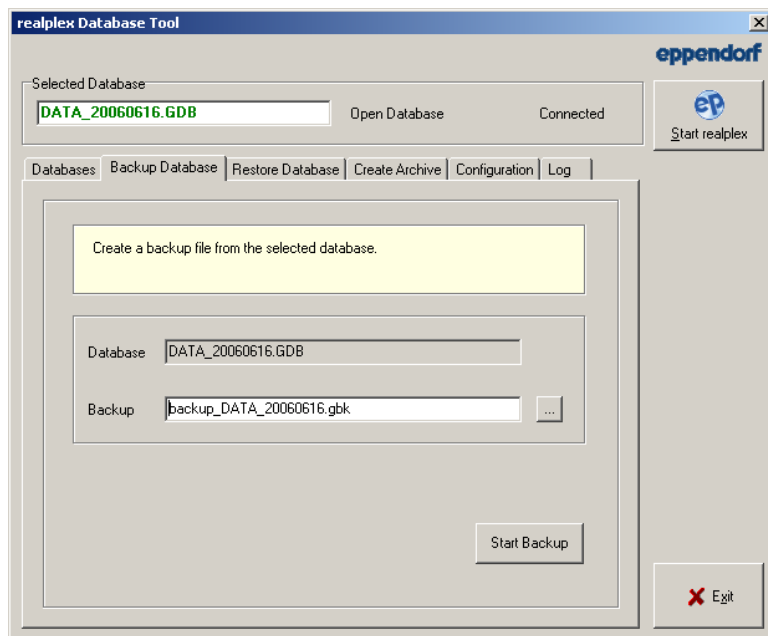 realplex Database Tool
eppendorf
Selected Database
DATA_20060616.GDB Open Database Connected
ep
Start realplex
Databases Backup Database Restore Database Create Archive Configuration Log
Create a backup file from the selected database.
Database DATA_20060616.GDB
Backup backup_DATA_20060616.gbk ...
Start Backup
Exit